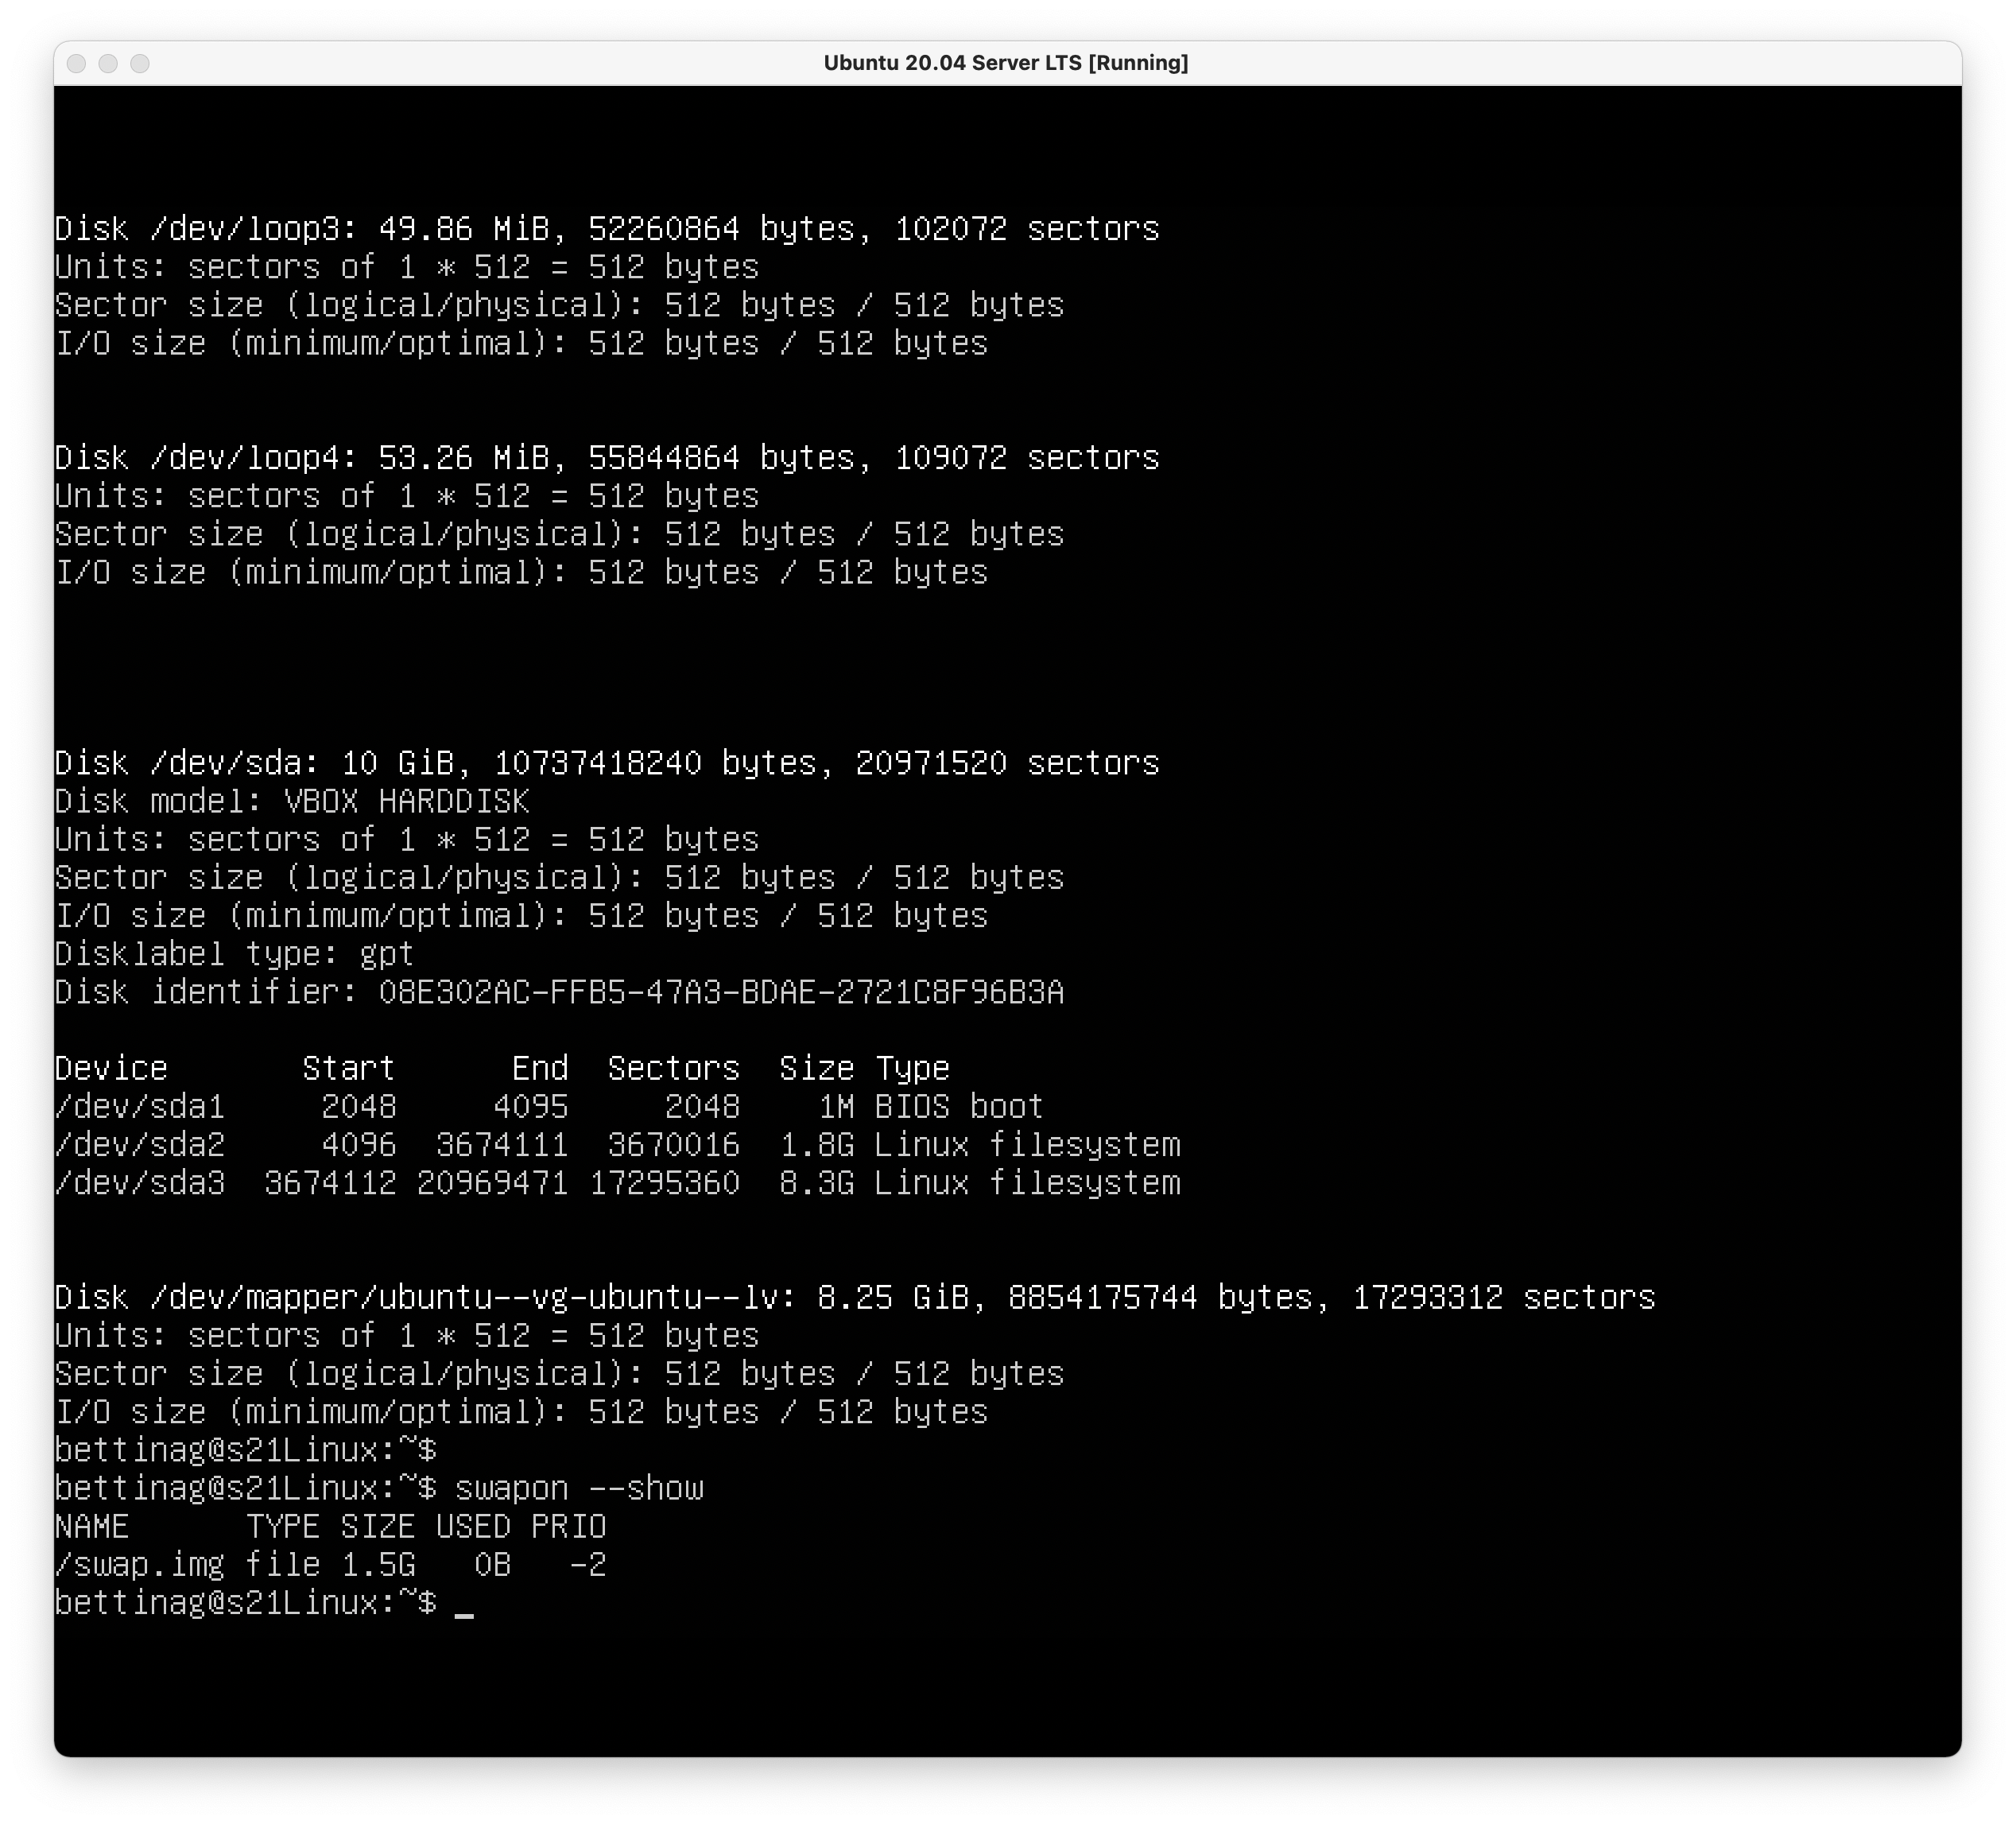 Ubuntu 20.04 Server LTS [Running]
Disk /dev/loop3: 49.86 MiB, 52260864 bytes, 102072 sectors
Units: sectors of 1 * 512 = 512 bytes
Sector size (logical/physical): 512 bytes / 512 bytes
I/O size (minimum/optimal): 512 bytes / 512 bytes
Disk /dev/loop4: 53.26 MiB, 55844864 bytes, 109072 sectors
Units: sectors of 1 * 512 = 512 bytes
Sector size (logical/physical): 512 bytes / 512 bytes
I/O size (minimum/optimal): 512 bytes / 512 bytes
Disk /dev/sda: 10 GiB, 10737418240 bytes, 20971520 sectors
Disk model: VBOX HARDDISK
Units: sectors of 1 * 512 = 512 bytes
Sector size (logical/physical): 512 bytes / 512 bytes
I/O size (minimum/optimal): 512 bytes / 512 bytes
Disklabel type: gpt
Disk identifier: 08E302AC-FFB5-47A3-BDAE-2721C8F96B3A
Device       Start      End  Sectors  Size Type
/dev/sda1     2048     4095     2048    1M BIOS boot
/dev/sda2     4096  3674111  3670016  1.8G Linux filesystem
/dev/sda3  3674112 20969471 17295360  8.3G Linux filesystem
Disk /dev/mapper/ubuntu--vg-ubuntu--lv: 8.25 GiB, 8854175744 bytes, 17293312 sectors
Units: sectors of 1 * 512 = 512 bytes
Sector size (logical/physical): 512 bytes / 512 bytes
I/O size (minimum/optimal): 512 bytes / 512 bytes
bettinag@s21Linux:~$
bettinag@s21Linux:~$ swapon --show
NAME      TYPE SIZE USED PRIO
/swap.img file 1.5G   0B   -2
bettinag@s21Linux:~$ _